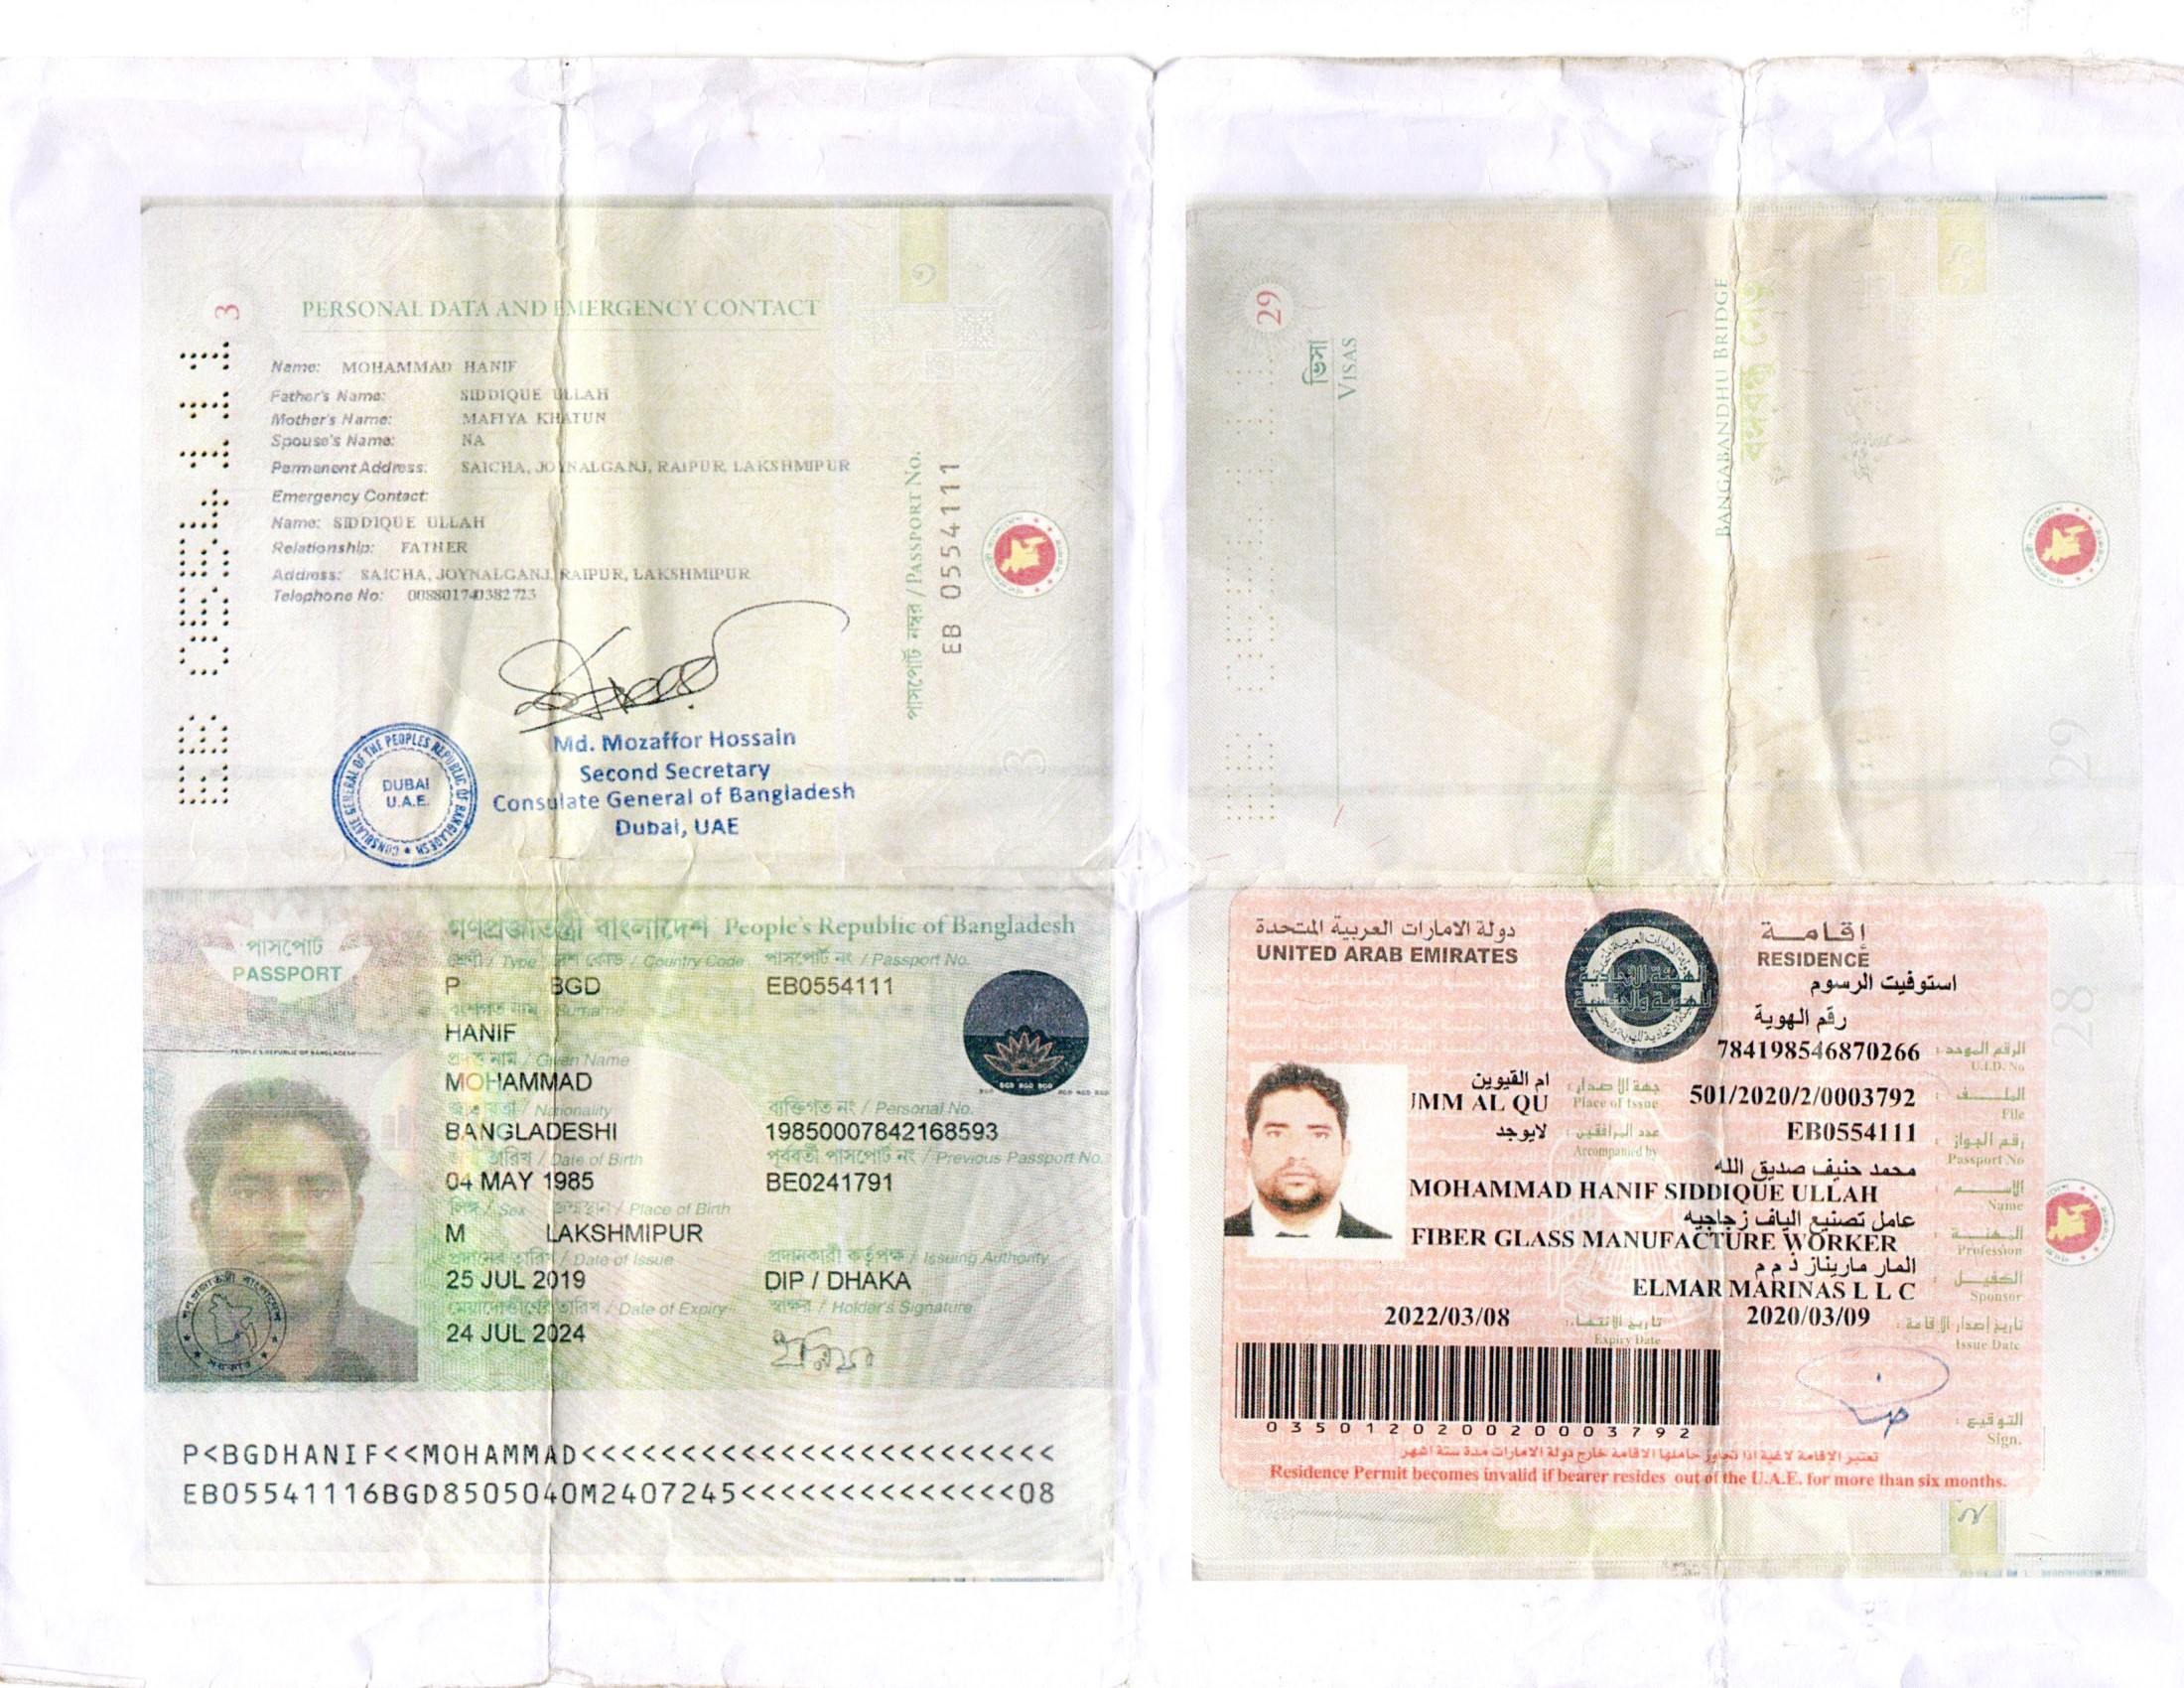 3
PERSONAL DATA AND EMERGENCY CONTACT
Name: MOHAMMAD HANIF
Father's Name: SIDDIQUE ULLAH
Mother's Name: MAFIYA KHATUN
Spouse's Name: NA
Permanent Address: SAICHA, JOYNALGANJ, RAIPUR, LAKSHMIPUR
Emergency Contact:
Name: SIDDIQUE ULLAH
Relationship: FATHER
Address: SAICHA, JOYNALGANJ, RAIPUR, LAKSHMIPUR
Telephone No: 008801740382723
EB 0554111
পাসপোর্ট নম্বর / PASSPORT NO.
EB 0554111
CONSULATE GENERAL OF THE PEOPLES REPUBLIC OF BANGLADESH
DUBAI
U.A.E.
Md. Mozaffor Hossain
Second Secretary
Consulate General of Bangladesh
Dubai, UAE
পাসপোর্ট
PASSPORT
PEOPLE'S REPUBLIC OF BANGLADESH
গণপ্রজাতন্ত্রী বাংলাদেশ People's Republic of Bangladesh
শ্রেণী / Type দেশ কোড / Country Code পাসপোর্ট নং / Passport No.
P BGD EB0554111
বংশগত নাম / Surname
HANIF
প্রদত্ত নাম / Given Name
MOHAMMAD
জাতীয়তা / Nationality ব্যক্তিগত নং / Personal No.
BANGLADESHI 19850007842168593
জন্ম তারিখ / Date of Birth পূর্ববর্তী পাসপোর্ট নং / Previous Passport No.
04 MAY 1985 BE0241791
লিঙ্গ / Sex জন্মস্থান / Place of Birth
M LAKSHMIPUR
প্রদানের তারিখ / Date of Issue প্রদানকারী কর্তৃপক্ষ / Issuing Authority
25 JUL 2019 DIP / DHAKA
মেয়াদোত্তীর্ণের তারিখ / Date of Expiry স্বাক্ষর / Holder's Signature
24 JUL 2024
হানিফ
BGD BGD BGD
P<BGDHANIF<<MOHAMMAD<<<<<<<<<<<<<<<<<<<<<<<<
EB05541116BGD8505040M2407245<<<<<<<<<<<<<<08
29
ভিসা
VISAS
BANGABANDHU BRIDGE
বঙ্গবন্ধু সেতু
29
28
دولة الامارات العربية المتحدة
UNITED ARAB EMIRATES
إقامة
RESIDENCE
استوفيت الرسوم
رقم الهوية
784198546870266 الرقم الموحد :
U.I.D. No
ام القيوين جهة الاصدار :
UMM AL QU Place of Issue
501/2020/2/0003792 الملف :
File
لايوجد عدد المرافقين :
Accompanied by
EB0554111 رقم الجواز :
Passport No
محمد حنيف صديق الله
MOHAMMAD HANIF SIDDIQUE ULLAH الاسم :
Name
عامل تصنيع الياف زجاجيه
FIBER GLASS MANUFACTURE WORKER المهنة :
Profession
المار ماريناز ذ م م
ELMAR MARINAS L L C الكفيل :
Sponsor
2022/03/08 تاريخ الانتهاء :
Expiry Date
2020/03/09 تاريخ إصدار الإقامة :
Issue Date
035012020020003792
التوقيع :
Sign.
تعتبر الاقامة لاغية اذا تجاوز حاملها الاقامة خارج دولة الامارات مدة ستة اشهر
Residence Permit becomes invalid if bearer resides out of the U.A.E. for more than six months.